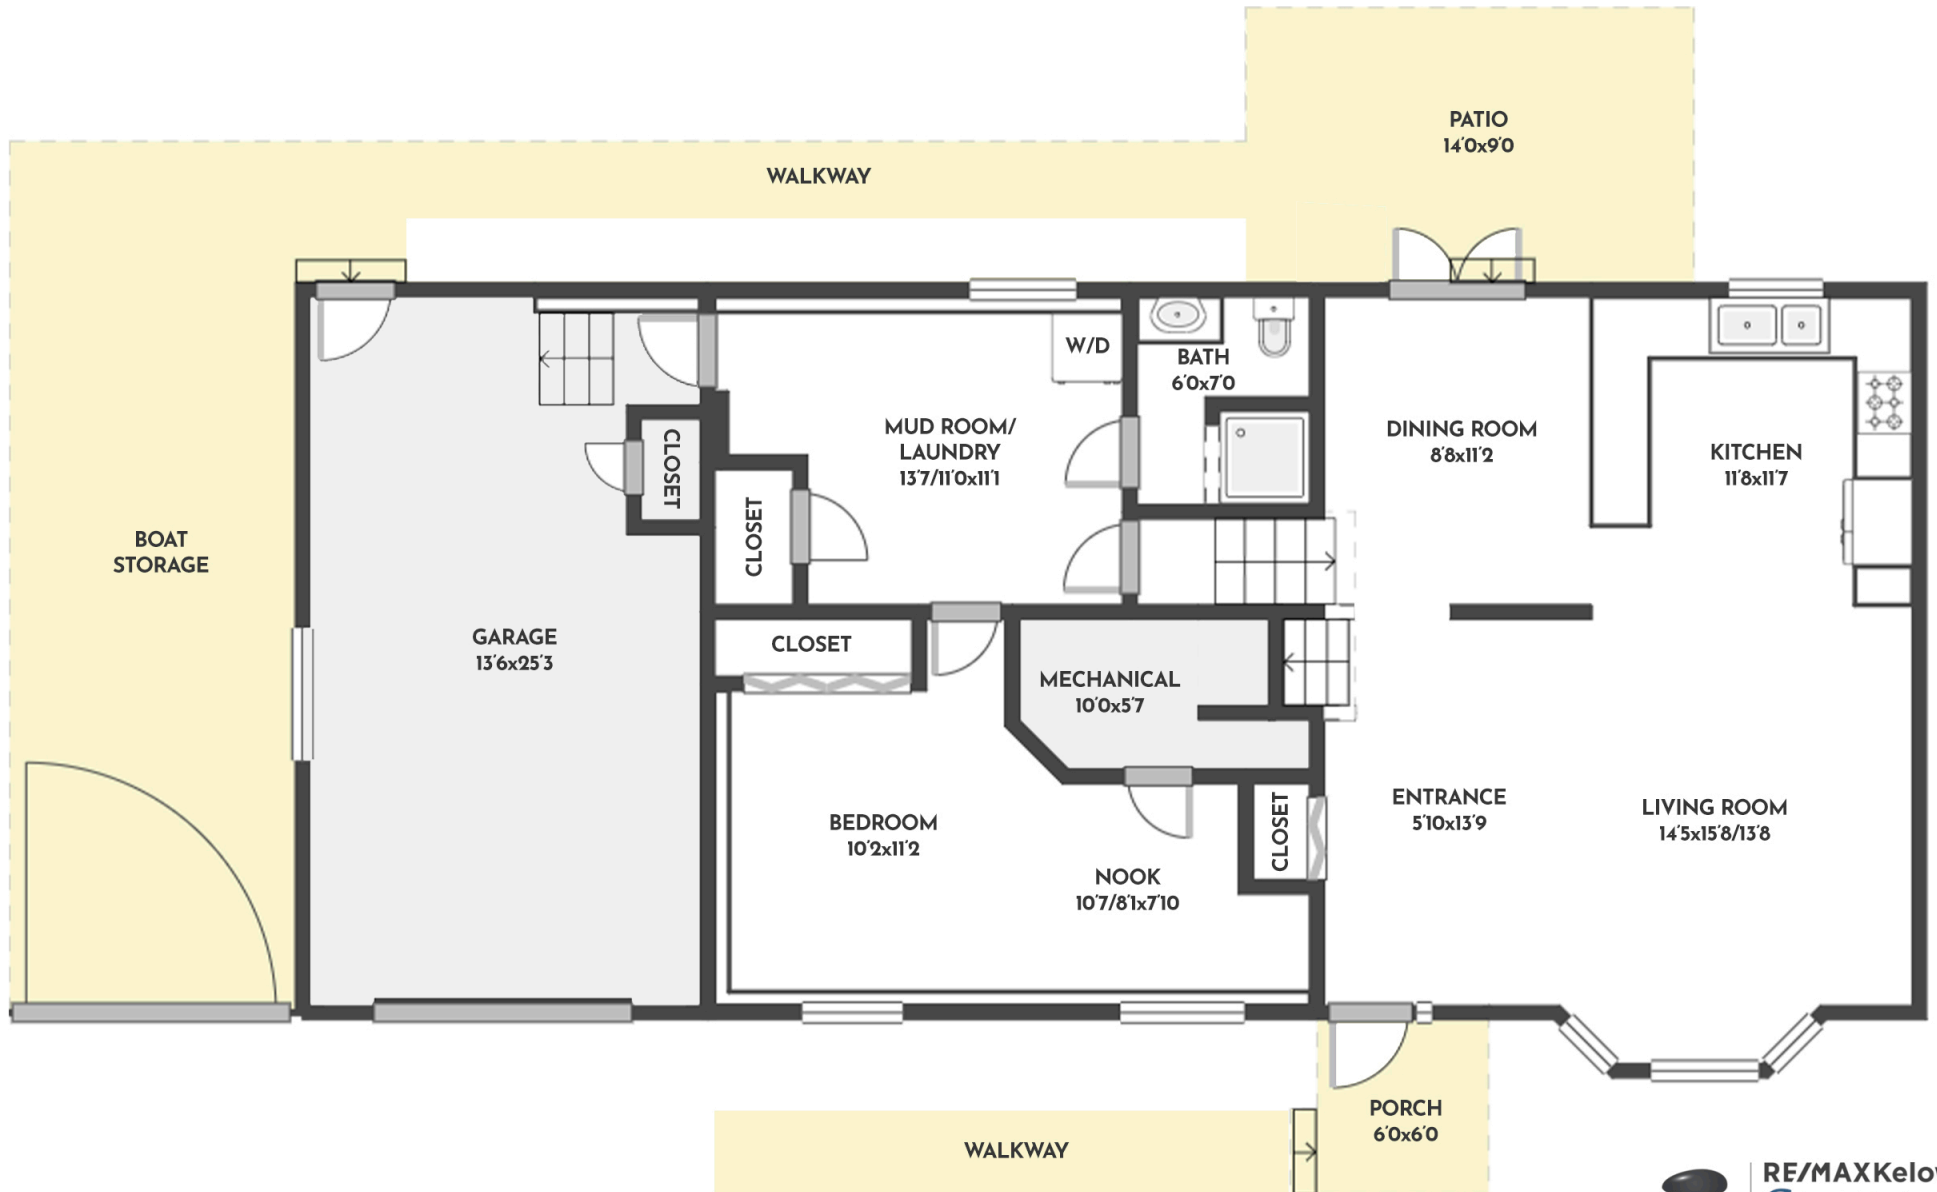 PATIO
14'0x9'0
WALKWAY
W/D
BATH
6'0x7'0
MUD ROOM/
LAUNDRY
13'7/11'0x11'1
DINING ROOM
8'8x11'2
KITCHEN
11'8x11'7
CLOSET
CLOSET
BOAT
STORAGE
GARAGE
13'6x25'3
CLOSET
MECHANICAL
10'0x5'7
BEDROOM
10'2x11'2
NOOK
10'7/8'1x7'10
CLOSET
ENTRANCE
5'10x13'9
LIVING ROOM
14'5x15'8/13'8
PORCH
6'0x6'0
WALKWAY
RE/MAXKelo